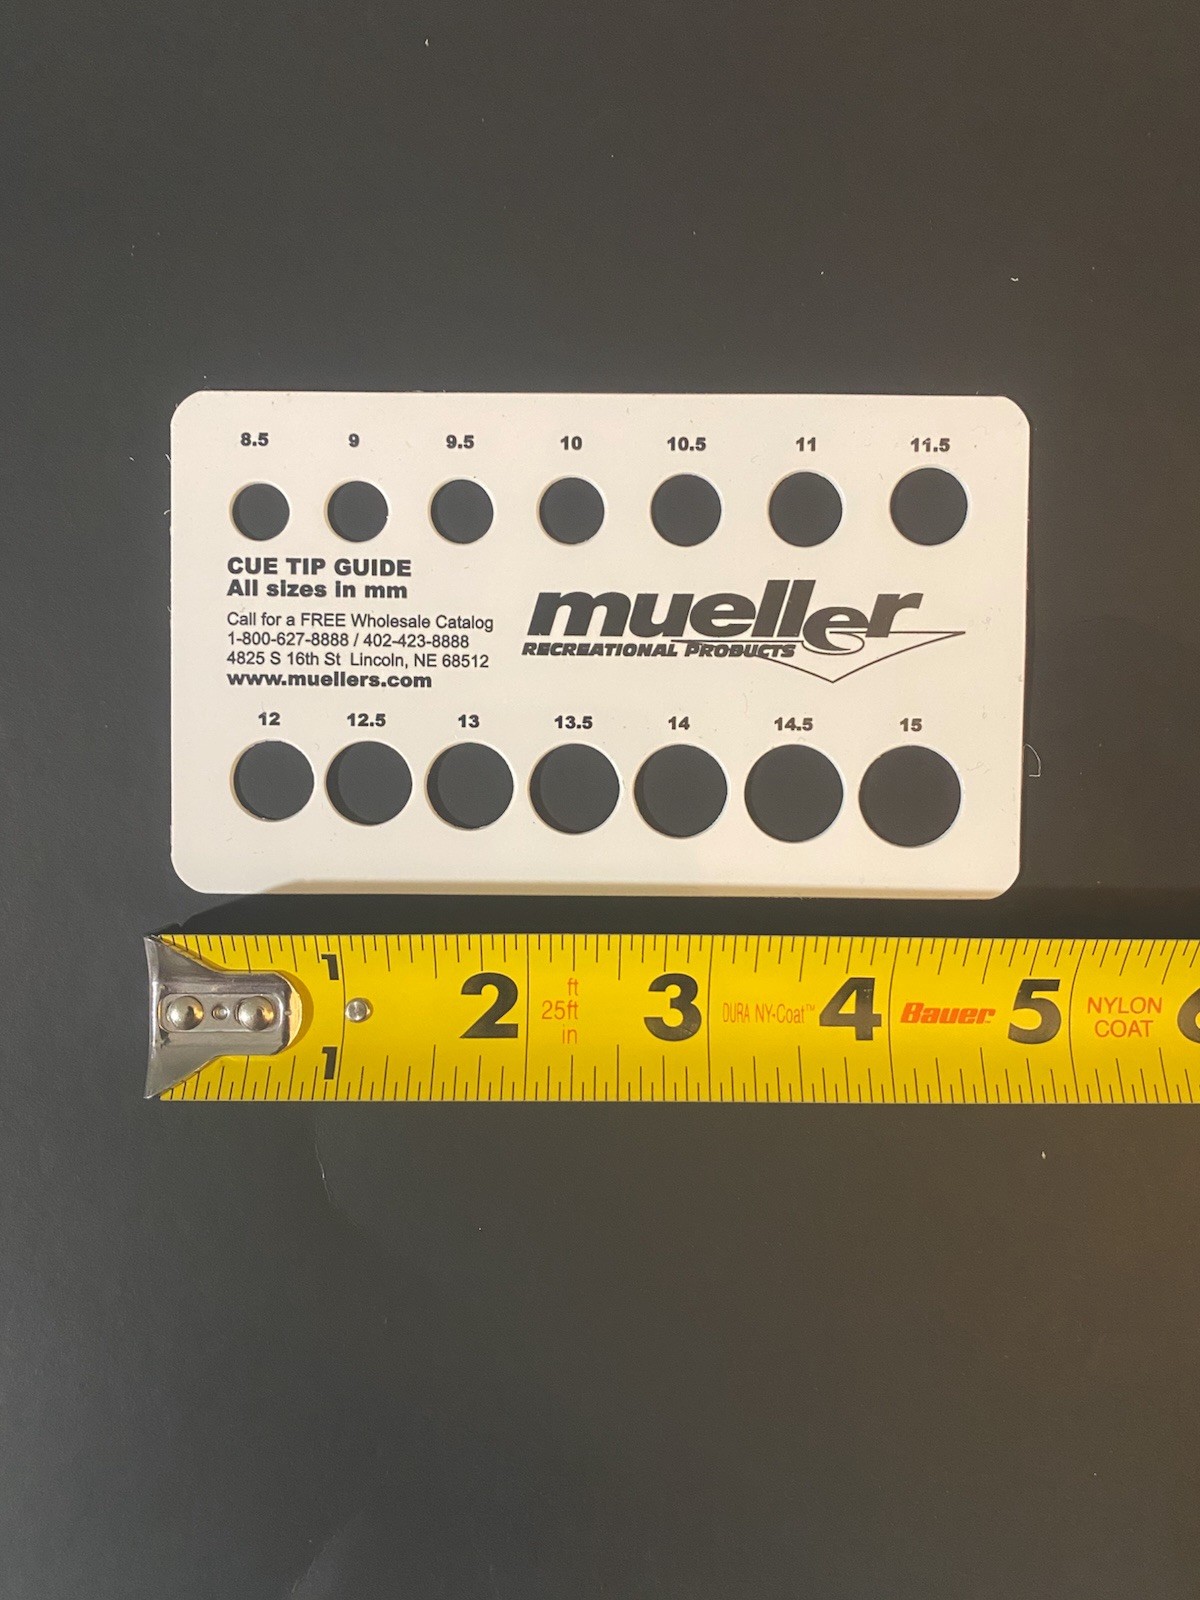 8.5 9 9.5 10 10.5 11 11.5
CUE TIP GUIDE
All sizes in mm
Call for a FREE Wholesale Catalog
1-800-627-8888 / 402-423-8888
4825 S 16th St Lincoln, NE 68512
www.muellers.com
mueller
RECREATIONAL PRODUCTS
12 12.5 13 13.5 14 14.5 15
1
1
2
ft
25ft
in
3
DURA NY-Coat™
4
Bauer
5
NYLON
COAT
6